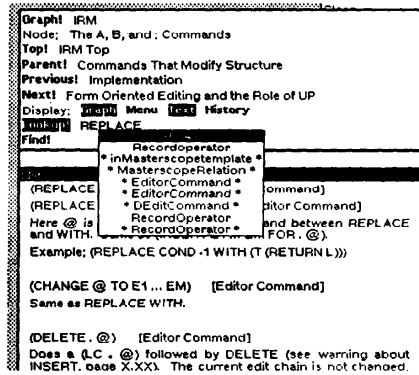 Graph! IRM
Node: The A, B, and : Commands
Top! IRM Top
Parent! Commands That Modify Structure
Previous! Implementation
Next! Form Oriented Editing and the Role of UP
Display: Graph Menu Text History
Lookup! REPLACE
Find!
Recordoperator
* inMasterscopetemplate *
* MasterscopeRelation *
* EditorCommand *
* EditorCommand *
* DEditCommand *
RecordOperator
* RecordOperator *
(REPLACE ommand]
(REPLACE ditor Command]
Here @ is and between REPLACE
and WITH. FOR . @).
Example: (REPLACE COND -1 WITH (T (RETURN L)))
(CHANGE @ TO E1 ... EM) [Editor Command]
Same as REPLACE WITH.
(DELETE . @) [Editor Command]
Does a (LC . @) followed by DELETE (see warning about
INSERT, page X.XX). The current edit chain is not changed,